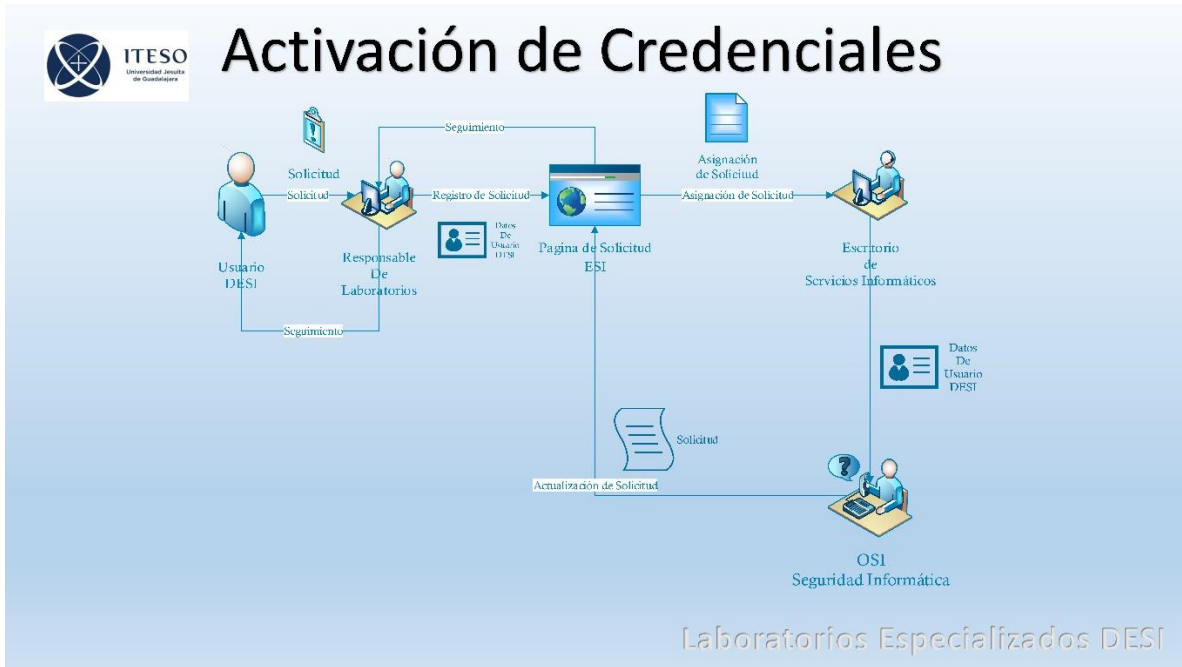 ITESO
Universidad Jesuita
de Guadalajara
Activación de Credenciales
Seguimiento
Solicitud
Solicitud
Registro de Solicitud
Asignación
de Solicitud
Asignación de Solicitud
Datos
De
Usuario
DESI
Usuario
DESI
Responsable
De
Laboratorios
Pagina de Solicitud
ESI
Escritorio
de
Servicios Informáticos
Seguimiento
Datos
De
Usuario
DESI
Solicitud
Actualización de Solicitud
OSI
Seguridad Informática
Laboratorios Especializados DESI